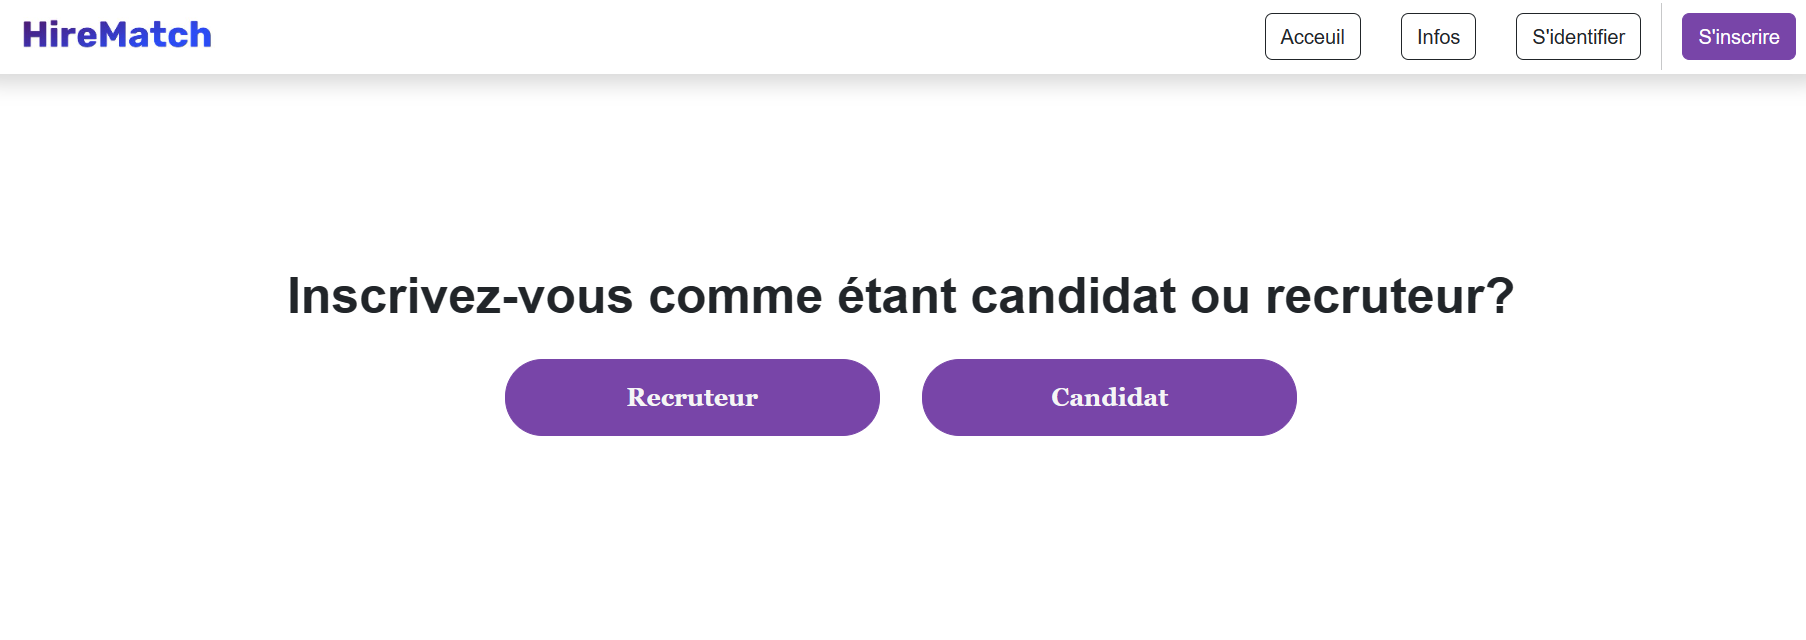 HireMatch
Acceuil
Infos
S'identifier
S'inscrire
Inscrivez-vous comme étant candidat ou recruteur?
Recruteur
Candidat